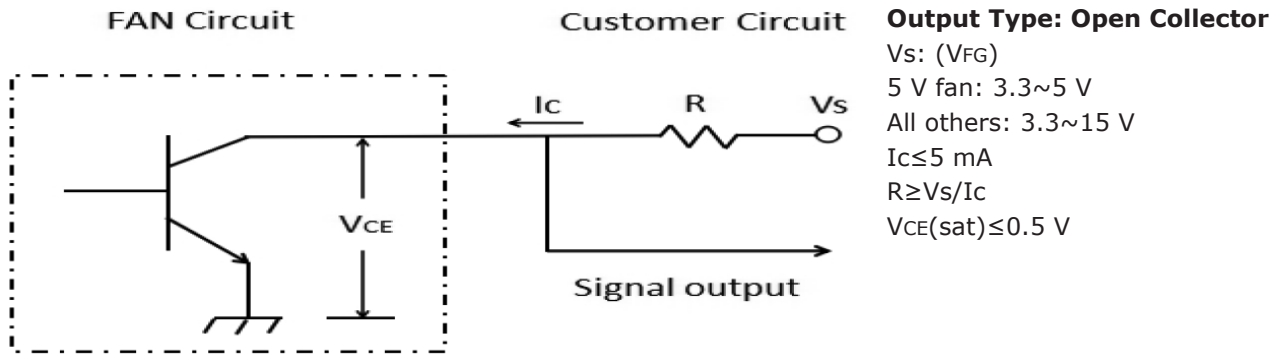 FAN Circuit
Customer Circuit
Ic
R
Vs
VCE
Signal output
Output Type: Open Collector
Vs: (VFG)
5 V fan: 3.3~5 V
All others: 3.3~15 V
Ic≤5 mA
R≥Vs/Ic
VCE(sat)≤0.5 V